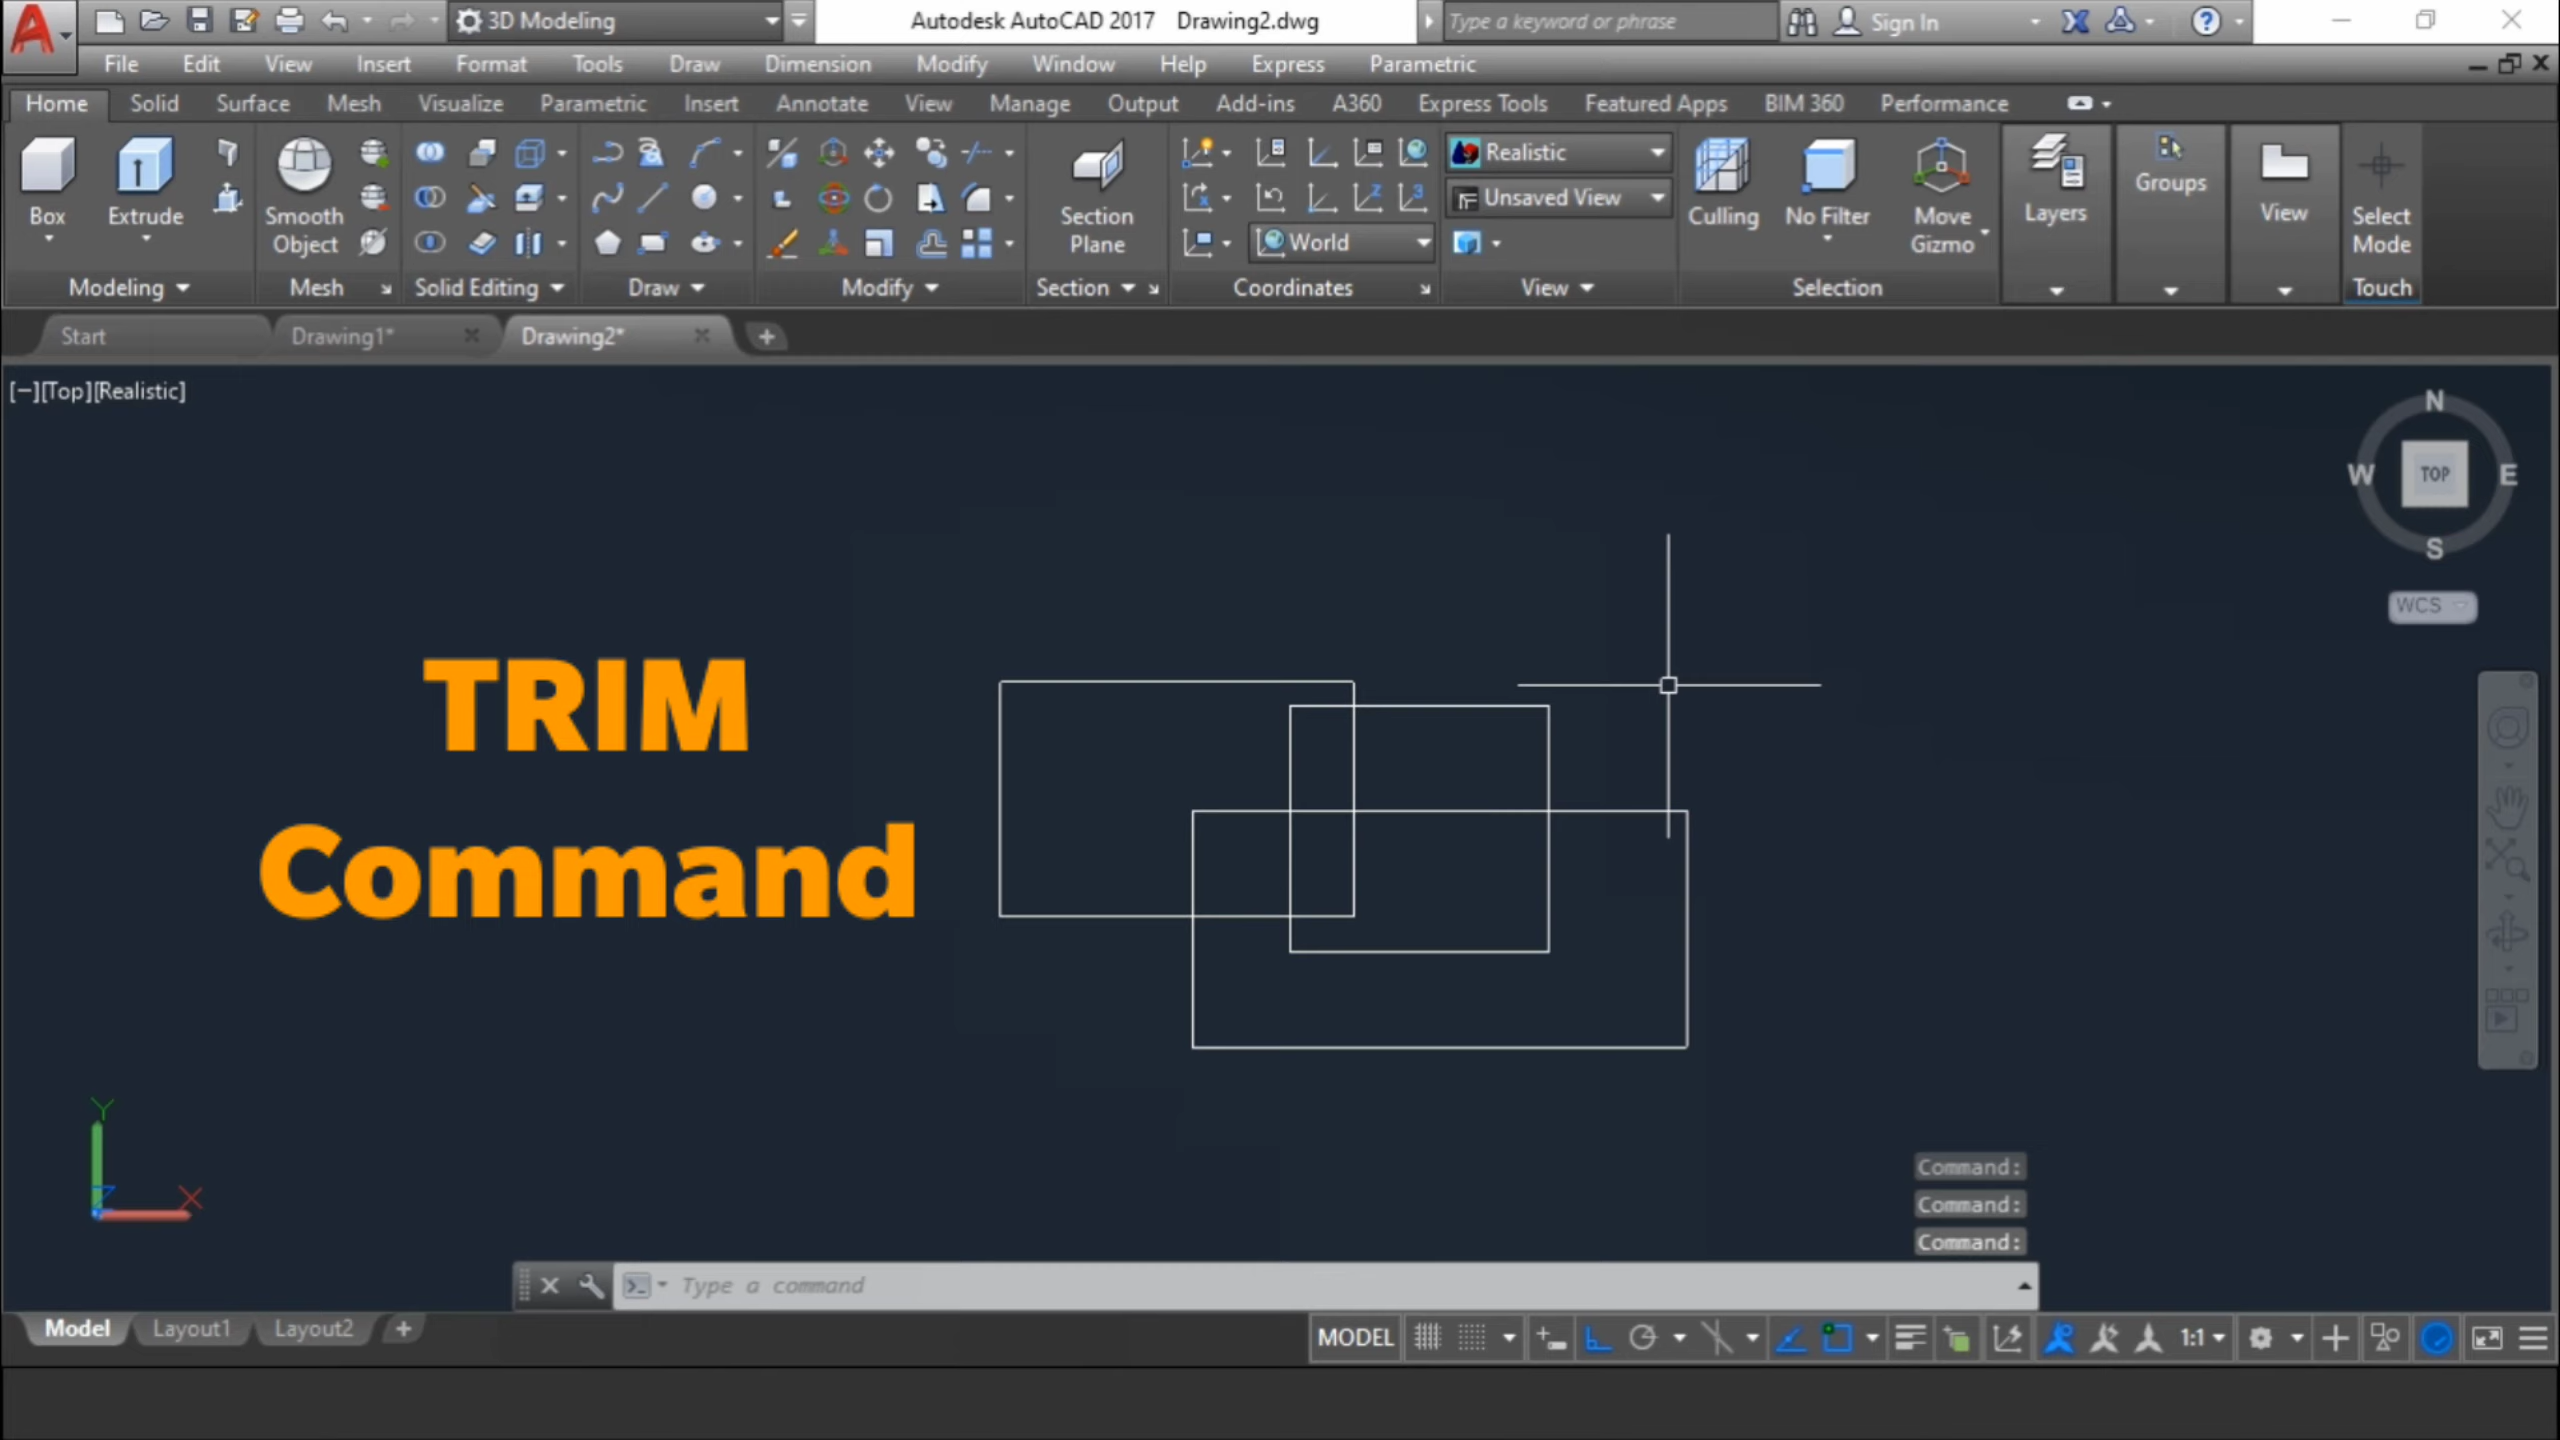 3D Modeling
Autodesk AutoCAD 2017 Drawing2.dwg
Type a keyword or phrase
Sign In
File Edit View Insert Format Tools Draw Dimension Modify Window Help Express Parametric
Home Solid Surface Mesh Visualize Parametric Insert Annotate View Manage Output Add-ins A360 Express Tools Featured Apps BIM 360 Performance
Box
Extrude
Smooth
Object
Section
Plane
World
Realistic
Unsaved View
Culling
No Filter
Move
Gizmo
Layers
Groups
View
Select
Mode
Modeling Mesh Solid Editing Draw Modify Section Coordinates View Selection Touch
Start Drawing1* Drawing2*
[−][Top][Realistic]
N
W TOP E
S
WCS
TRIM
Command
Y
Z X
Command:
Command:
Command:
Type a command
Model Layout1 Layout2
MODEL 1:1